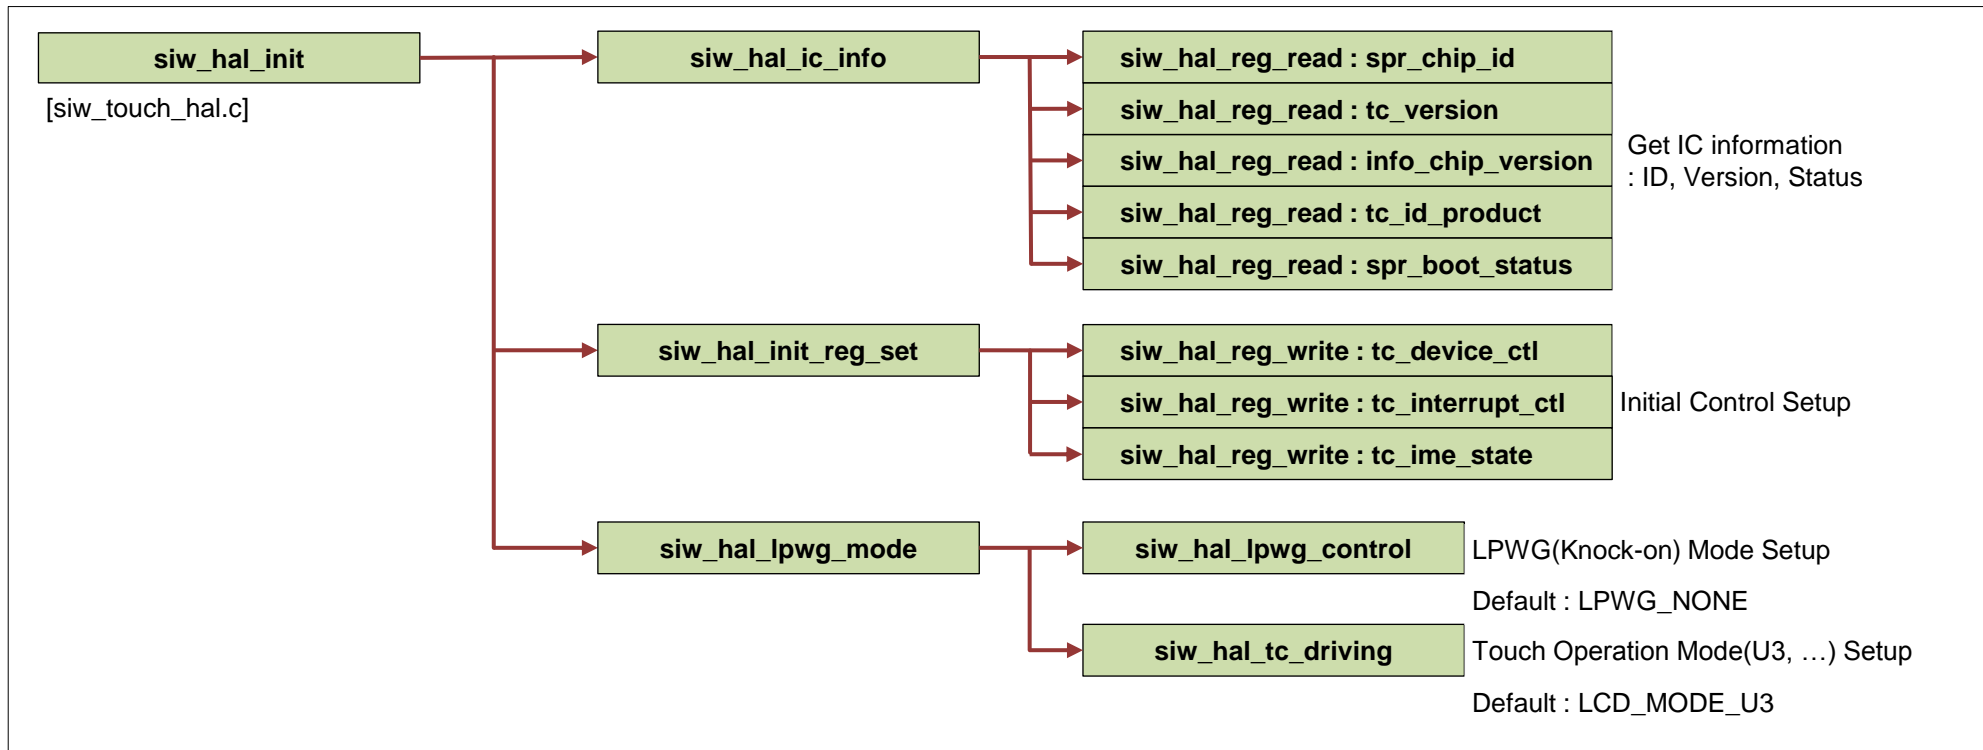 siw_hal_init
[siw_touch_hal.c]
siw_hal_ic_info
siw_hal_reg_read : spr_chip_id
siw_hal_reg_read : tc_version
siw_hal_reg_read : info_chip_version
siw_hal_reg_read : tc_id_product
siw_hal_reg_read : spr_boot_status
Get IC information
: ID, Version, Status
siw_hal_init_reg_set
siw_hal_reg_write : tc_device_ctl
siw_hal_reg_write : tc_interrupt_ctl
siw_hal_reg_write : tc_ime_state
Initial Control Setup
siw_hal_lpwg_mode
siw_hal_lpwg_control
LPWG(Knock-on) Mode Setup
Default : LPWG_NONE
siw_hal_tc_driving
Touch Operation Mode(U3, …) Setup
Default : LCD_MODE_U3